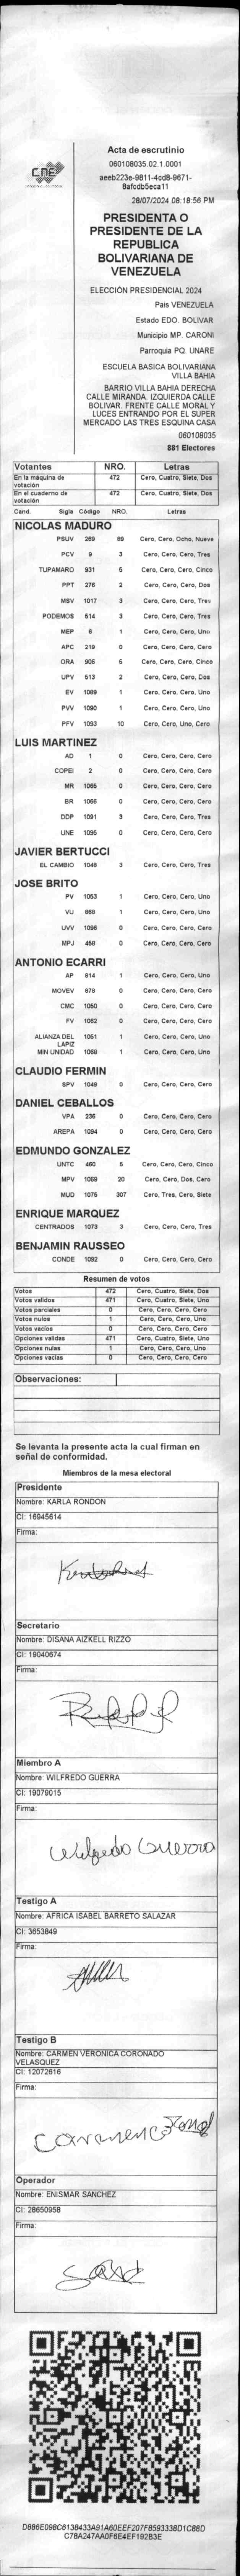 CNE
Acta de escrutinio
060108035.02.1.0001
aeeb223e-9811-4cd8-9671-
8afcdb5eca11
28/07/2024 08:18:56 PM
PRESIDENTA O
PRESIDENTE DE LA
REPUBLICA
BOLIVARIANA DE
VENEZUELA
ELECCIÓN PRESIDENCIAL 2024
Pais VENEZUELA
Estado EDO. BOLIVAR
Municipio MP. CARONI
Parroquia PQ. UNARE
ESCUELA BASICA BOLIVARIANA
VILLA BAHIA
BARRIO VILLA BAHIA DERECHA
CALLE MIRANDA. IZQUIERDA CALLE
BOLIVAR. FRENTE CALLE MORAL Y
LUCES ENTRANDO POR EL SUPER
MERCADO LAS TRES ESQUINA CASA
060108035
881 Electores
Votantes NRO. Letras
En la máquina de votación 472 Cero, Cuatro, Siete, Dos
En el cuaderno de votación 472 Cero, Cuatro, Siete, Dos
Cand. Sigla Código NRO. Letras
NICOLAS MADURO
PSUV 269 89 Cero, Cero, Ocho, Nueve
PCV 9 3 Cero, Cero, Cero, Tres
TUPAMARO 931 5 Cero, Cero, Cero, Cinco
PPT 276 2 Cero, Cero, Cero, Dos
MSV 1017 3 Cero, Cero, Cero, Tres
PODEMOS 514 3 Cero, Cero, Cero, Tres
MEP 6 1 Cero, Cero, Cero, Uno
APC 219 0 Cero, Cero, Cero, Cero
ORA 906 5 Cero, Cero, Cero, Cinco
UPV 513 2 Cero, Cero, Cero, Dos
EV 1089 1 Cero, Cero, Cero, Uno
PVV 1090 1 Cero, Cero, Cero, Uno
PFV 1093 10 Cero, Cero, Uno, Cero
LUIS MARTINEZ
AD 1 0 Cero, Cero, Cero, Cero
COPEI 2 0 Cero, Cero, Cero, Cero
MR 1065 0 Cero, Cero, Cero, Cero
BR 1066 0 Cero, Cero, Cero, Cero
DDP 1091 3 Cero, Cero, Cero, Tres
UNE 1095 0 Cero, Cero, Cero, Cero
JAVIER BERTUCCI
EL CAMBIO 1048 3 Cero, Cero, Cero, Tres
JOSE BRITO
PV 1053 1 Cero, Cero, Cero, Uno
VU 868 1 Cero, Cero, Cero, Uno
UVV 1096 0 Cero, Cero, Cero, Cero
MPJ 458 0 Cero, Cero, Cero, Cero
ANTONIO ECARRI
AP 814 1 Cero, Cero, Cero, Uno
MOVEV 879 0 Cero, Cero, Cero, Cero
CMC 1050 0 Cero, Cero, Cero, Cero
FV 1062 0 Cero, Cero, Cero, Cero
ALIANZA DEL LAPIZ 1051 1 Cero, Cero, Cero, Uno
MIN UNIDAD 1068 1 Cero, Cero, Cero, Uno
CLAUDIO FERMIN
SPV 1049 0 Cero, Cero, Cero, Cero
DANIEL CEBALLOS
VPA 236 0 Cero, Cero, Cero, Cero
AREPA 1094 0 Cero, Cero, Cero, Cero
EDMUNDO GONZALEZ
UNTC 460 5 Cero, Cero, Cero, Cinco
MPV 1069 20 Cero, Cero, Dos, Cero
MUD 1075 307 Cero, Tres, Cero, Siete
ENRIQUE MARQUEZ
CENTRADOS 1073 3 Cero, Cero, Cero, Tres
BENJAMIN RAUSSEO
CONDE 1092 0 Cero, Cero, Cero, Cero
Resumen de votos
Votos 472 Cero, Cuatro, Siete, Dos
Votos validos 471 Cero, Cuatro, Siete, Uno
Votos parciales 0 Cero, Cero, Cero, Cero
Votos nulos 1 Cero, Cero, Cero, Uno
Votos vacios 0 Cero, Cero, Cero, Cero
Opciones validas 471 Cero, Cuatro, Siete, Uno
Opciones nulas 1 Cero, Cero, Cero, Uno
Opciones vacias 0 Cero, Cero, Cero, Cero
Observaciones:
Se levanta la presente acta la cual firman en
señal de conformidad.
Miembros de la mesa electoral
Presidente
Nombre: KARLA RONDON
CI: 16945614
Firma:
Secretario
Nombre: DISANA AIZKELL RIZZO
CI: 19040674
Firma:
Miembro A
Nombre: WILFREDO GUERRA
CI: 19079015
Firma:
Wilfredo Guerra
Testigo A
Nombre: AFRICA ISABEL BARRETO SALAZAR
CI: 3653849
Firma:
Testigo B
Nombre: CARMEN VERONICA CORONADO
VELASQUEZ
CI: 12072616
Firma:
Operador
Nombre: ENISMAR SANCHEZ
CI: 28650958
Firma:
D886E098C8138433A91A60EEF207F8593338D1C88D
C78A247AA0F6E4EF192B3E